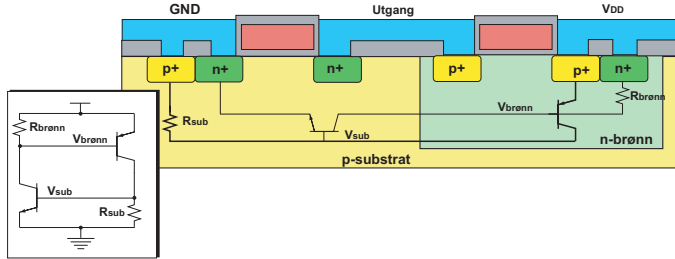 GND
Utgang
VDD
p+
n+
n+
p+
p+
n+
Rsub
Vsub
Vbrønn
Rbrønn
n-brønn
p-substrat
Rbrønn
Vbrønn
Vsub
Rsub